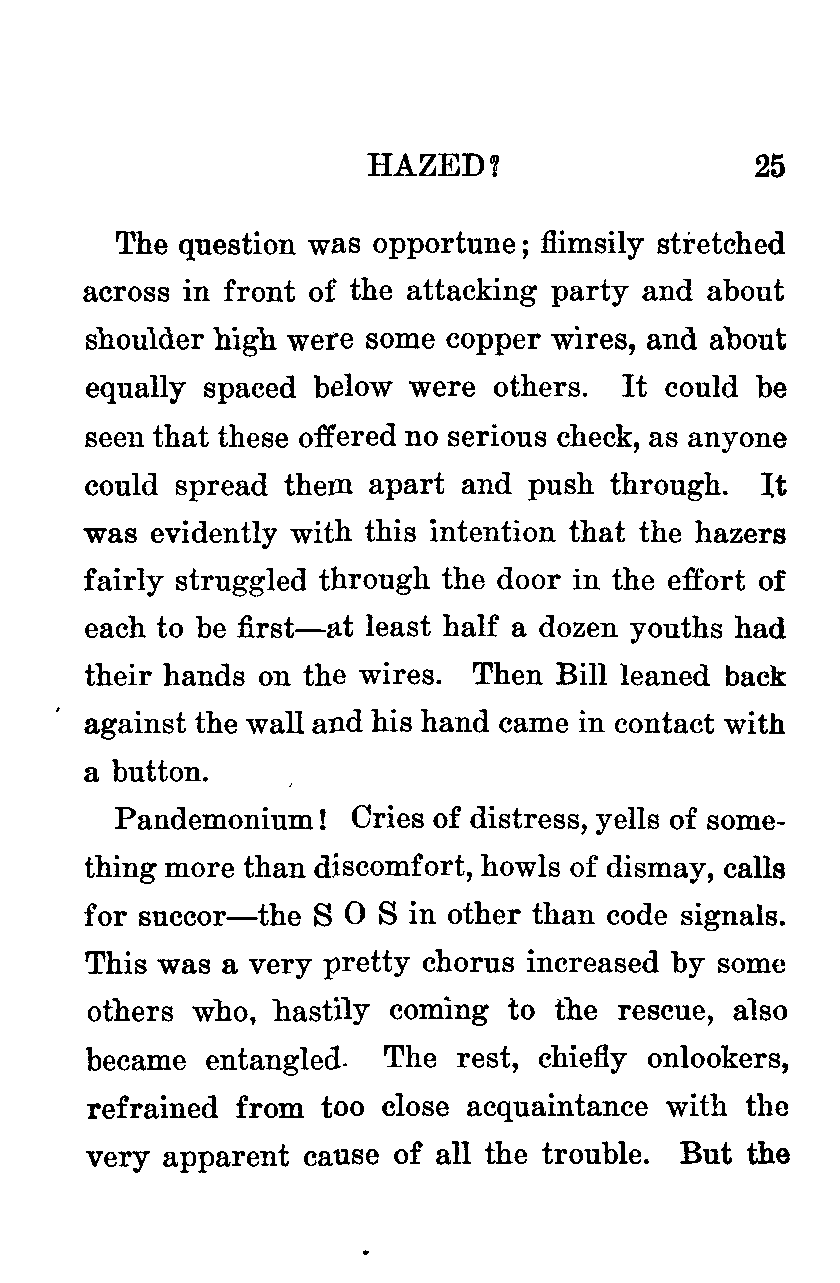 HAZED? 25
The question was opportune; flimsily stretched
across in front of the attacking party and about
shoulder high were some copper wires, and about
equally spaced below were others. It could be
seen that these offered no serious check, as anyone
could spread them apart and push through. It
was evidently with this intention that the hazers
fairly struggled through the door in the effort of
each to be first—at least half a dozen youths had
their hands on the wires. Then Bill leaned back
against the wall and his hand came in contact with
a button.
Pandemonium! Cries of distress, yells of some-
thing more than discomfort, howls of dismay, calls
for succor—the S O S in other than code signals.
This was a very pretty chorus increased by some
others who, hastily coming to the rescue, also
became entangled. The rest, chiefly onlookers,
refrained from too close acquaintance with the
very apparent cause of all the trouble. But the